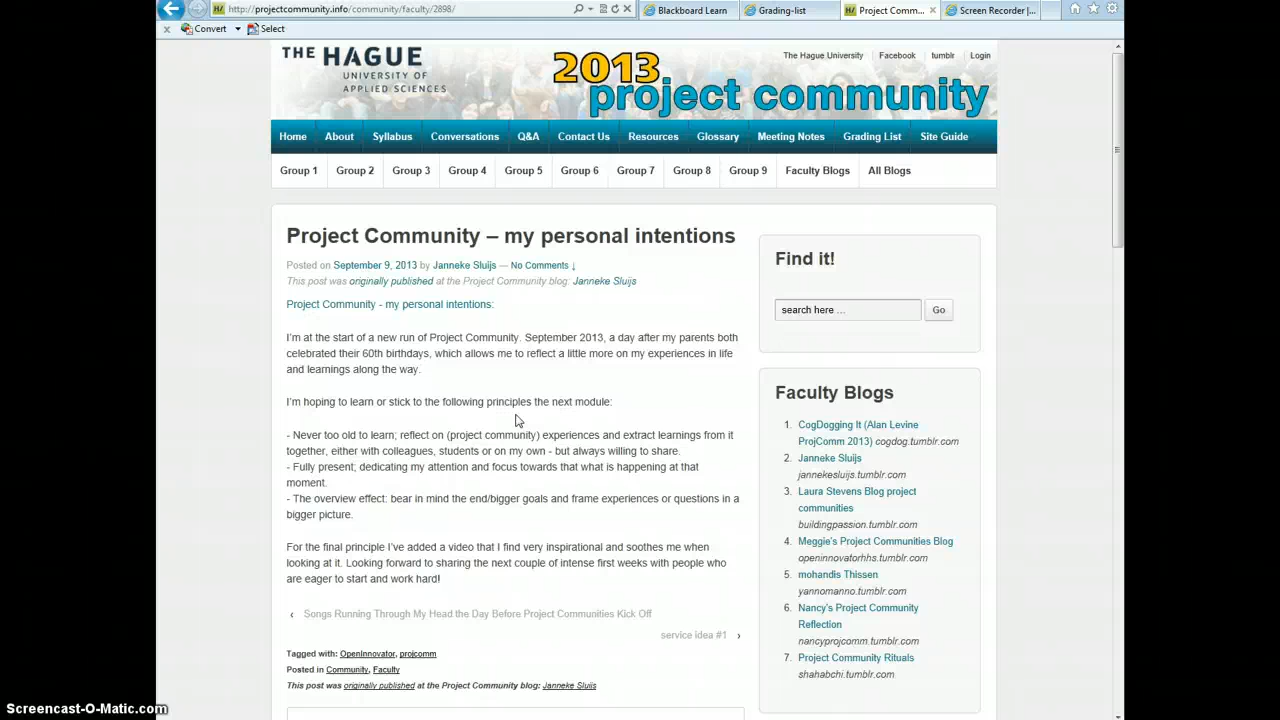 http://projectcommunity.info/community/faculty/2898/
Blackboard Learn
Grading-list
Project Comm...
Screen Recorder |...
x Convert Select
THE HAGUE
UNIVERSITY OF
APPLIED SCIENCES
2013
project community
The Hague University Facebook tumblr Login
Home About Syllabus Conversations Q&A Contact Us Resources Glossary Meeting Notes Grading List Site Guide
Group 1 Group 2 Group 3 Group 4 Group 5 Group 6 Group 7 Group 8 Group 9 Faculty Blogs All Blogs
Project Community – my personal intentions
Posted on September 9, 2013 by Janneke Sluijs — No Comments ↓
This post was originally published at the Project Community blog: Janneke Sluijs
Project Community - my personal intentions:
I'm at the start of a new run of Project Community. September 2013, a day after my parents both
celebrated their 60th birthdays, which allows me to reflect a little more on my experiences in life
and learnings along the way.
I'm hoping to learn or stick to the following principles the next module:
- Never too old to learn; reflect on (project community) experiences and extract learnings from it
together, either with colleagues, students or on my own - but always willing to share.
- Fully present; dedicating my attention and focus towards that what is happening at that
moment.
- The overview effect: bear in mind the end/bigger goals and frame experiences or questions in a
bigger picture.
For the final principle I've added a video that I find very inspirational and soothes me when
looking at it. Looking forward to sharing the next couple of intense first weeks with people who
are eager to start and work hard!
‹ Songs Running Through My Head the Day Before Project Communities Kick Off
service idea #1 ›
Tagged with: OpenInnovator, projcomm
Posted in Community, Faculty
This post was originally published at the Project Community blog: Janneke Sluijs
Find it!
search here ...
Go
Faculty Blogs
1. CogDogging It (Alan Levine
ProjComm 2013) cogdog.tumblr.com
2. Janneke Sluijs
jannekesluijs.tumblr.com
3. Laura Stevens Blog project
communities
buildingpassion.tumblr.com
4. Meggie's Project Communities Blog
openinnovatorhhs.tumblr.com
5. mohandis Thissen
yannomanno.tumblr.com
6. Nancy's Project Community
Reflection
nancyprojcomm.tumblr.com
7. Project Community Rituals
shahabchi.tumblr.com
Screencast-O-Matic.com